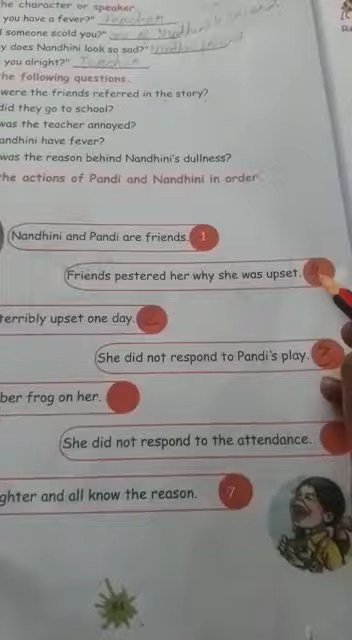 he character or speaker
you have a fever?" Teacher
someone scold you?"
y does Nandhini look so sad?"
you alright?"
he following questions.
were the friends referred in the story?
did they go to school?
was the teacher annoyed?
andhini have fever?
was the reason behind Nandhini's dullness?
he actions of Pandi and Nandhini in order
Nandhini and Pandi are friends. 1
Friends pestered her why she was upset.
terribly upset one day.
She did not respond to Pandi's play.
ber frog on her.
She did not respond to the attendance.
ghter and all know the reason. 7